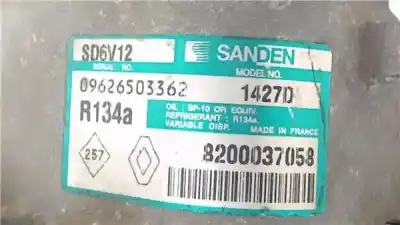 SD6V12
SANDEN
SERIAL NO.
MODEL NO.
09626503362
1427D
R134a
OIL : SP-10 OR EQUIV.
REFRIGERANT : R134a
VARIABLE DISP.
MADE IN FRANCE
257
8200037058